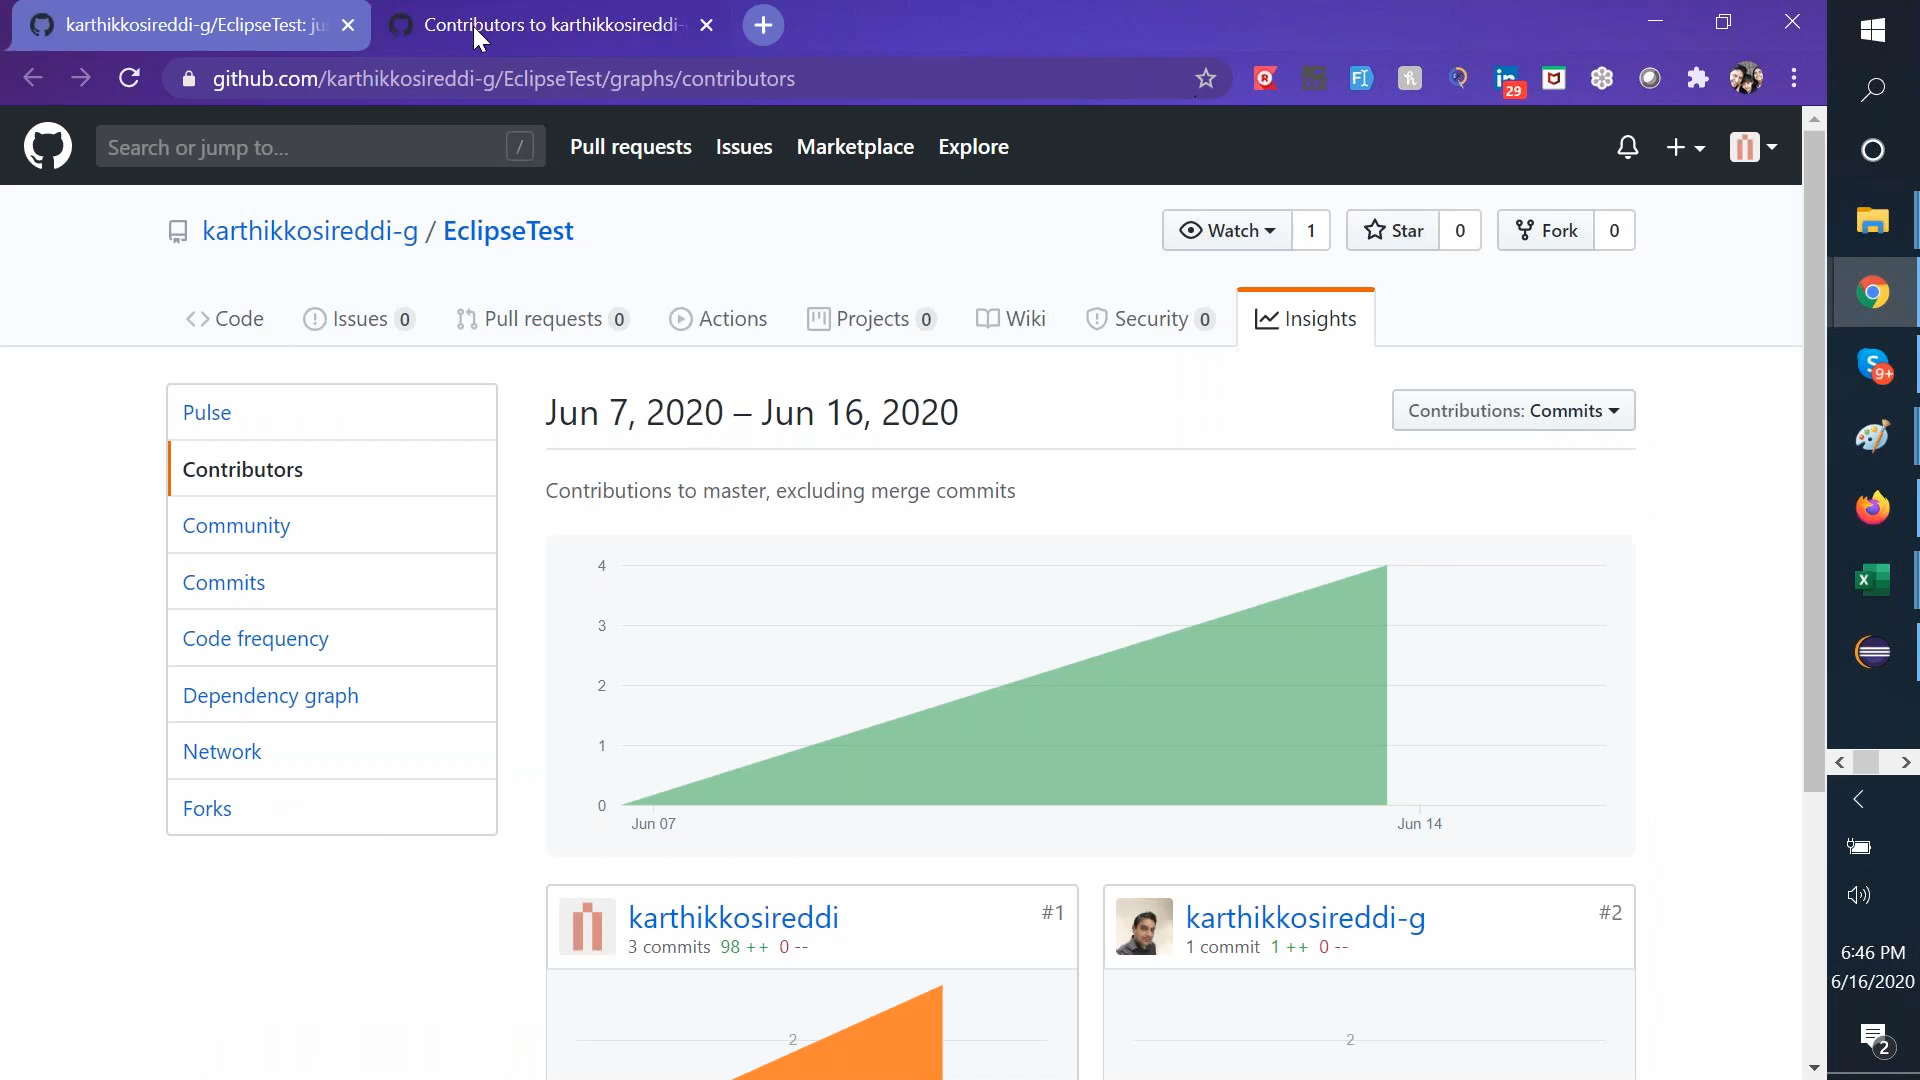 karthikkosireddi-g/EclipseTest: ju
Contributors to karthikkosireddi-
github.com/karthikkosireddi-g/EclipseTest/graphs/contributors
29
Search or jump to...
/
Pull requests
Issues
Marketplace
Explore
karthikkosireddi-g / EclipseTest
Watch
1
Star
0
Fork
0
Code
Issues 0
Pull requests 0
Actions
Projects 0
Wiki
Security 0
Insights
Pulse
Contributors
Community
Commits
Code frequency
Dependency graph
Network
Forks
Jun 7, 2020 – Jun 16, 2020
Contributions: Commits
Contributions to master, excluding merge commits
4
3
2
1
0
Jun 07
Jun 14
karthikkosireddi
#1
3 commits 98 ++ 0 --
2
karthikkosireddi-g
#2
1 commit 1 ++ 0 --
2
9+
6:46 PM
6/16/2020
2